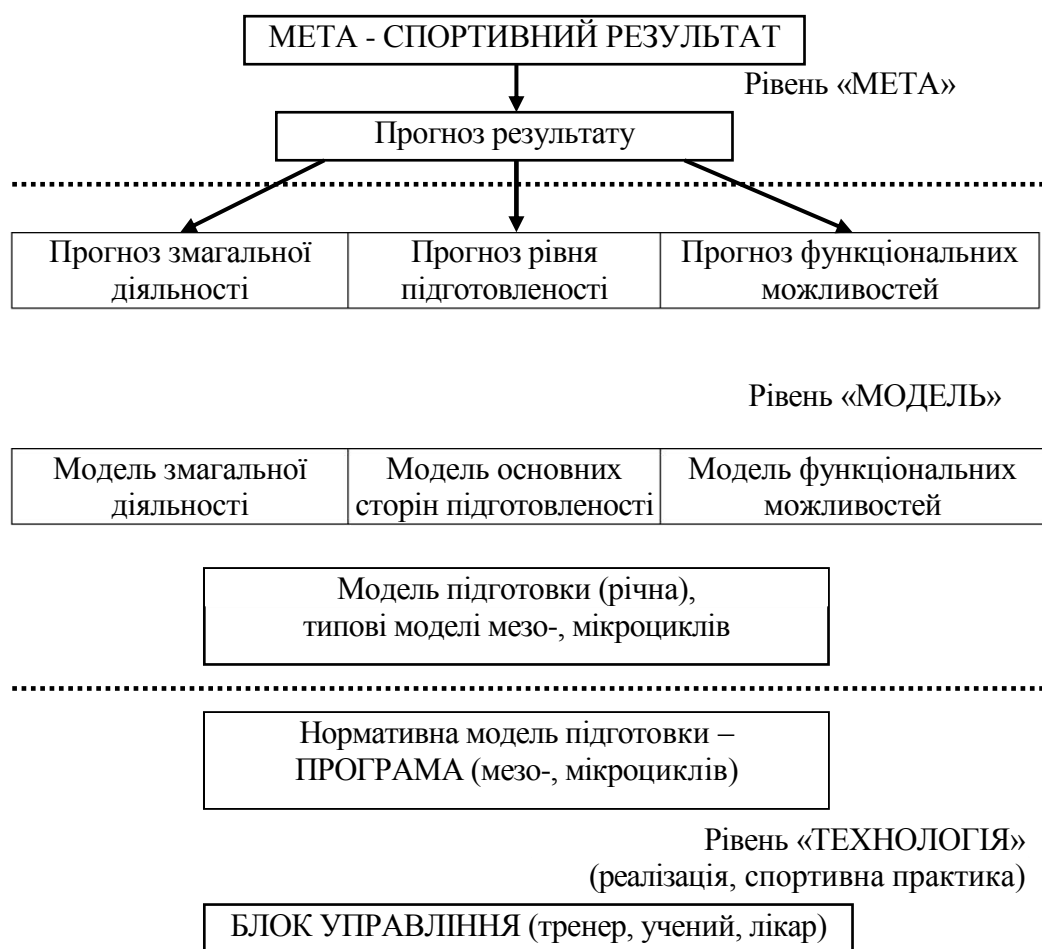 МЕТА - СПОРТИВНИЙ РЕЗУЛЬТАТ
Рівень «МЕТА»
Прогноз результату
Прогноз змагальної
діяльності
Прогноз рівня
підготовленості
Прогноз функціональних
можливостей
Рівень «МОДЕЛЬ»
Модель змагальної
діяльності
Модель основних
сторін підготовленості
Модель функціональних
можливостей
Модель підготовки (річна),
типові моделі мезо-, мікроциклів
Нормативна модель підготовки –
ПРОГРАМА (мезо-, мікроциклів)
Рівень «ТЕХНОЛОГІЯ»
(реалізація, спортивна практика)
БЛОК УПРАВЛІННЯ (тренер, учений, лікар)